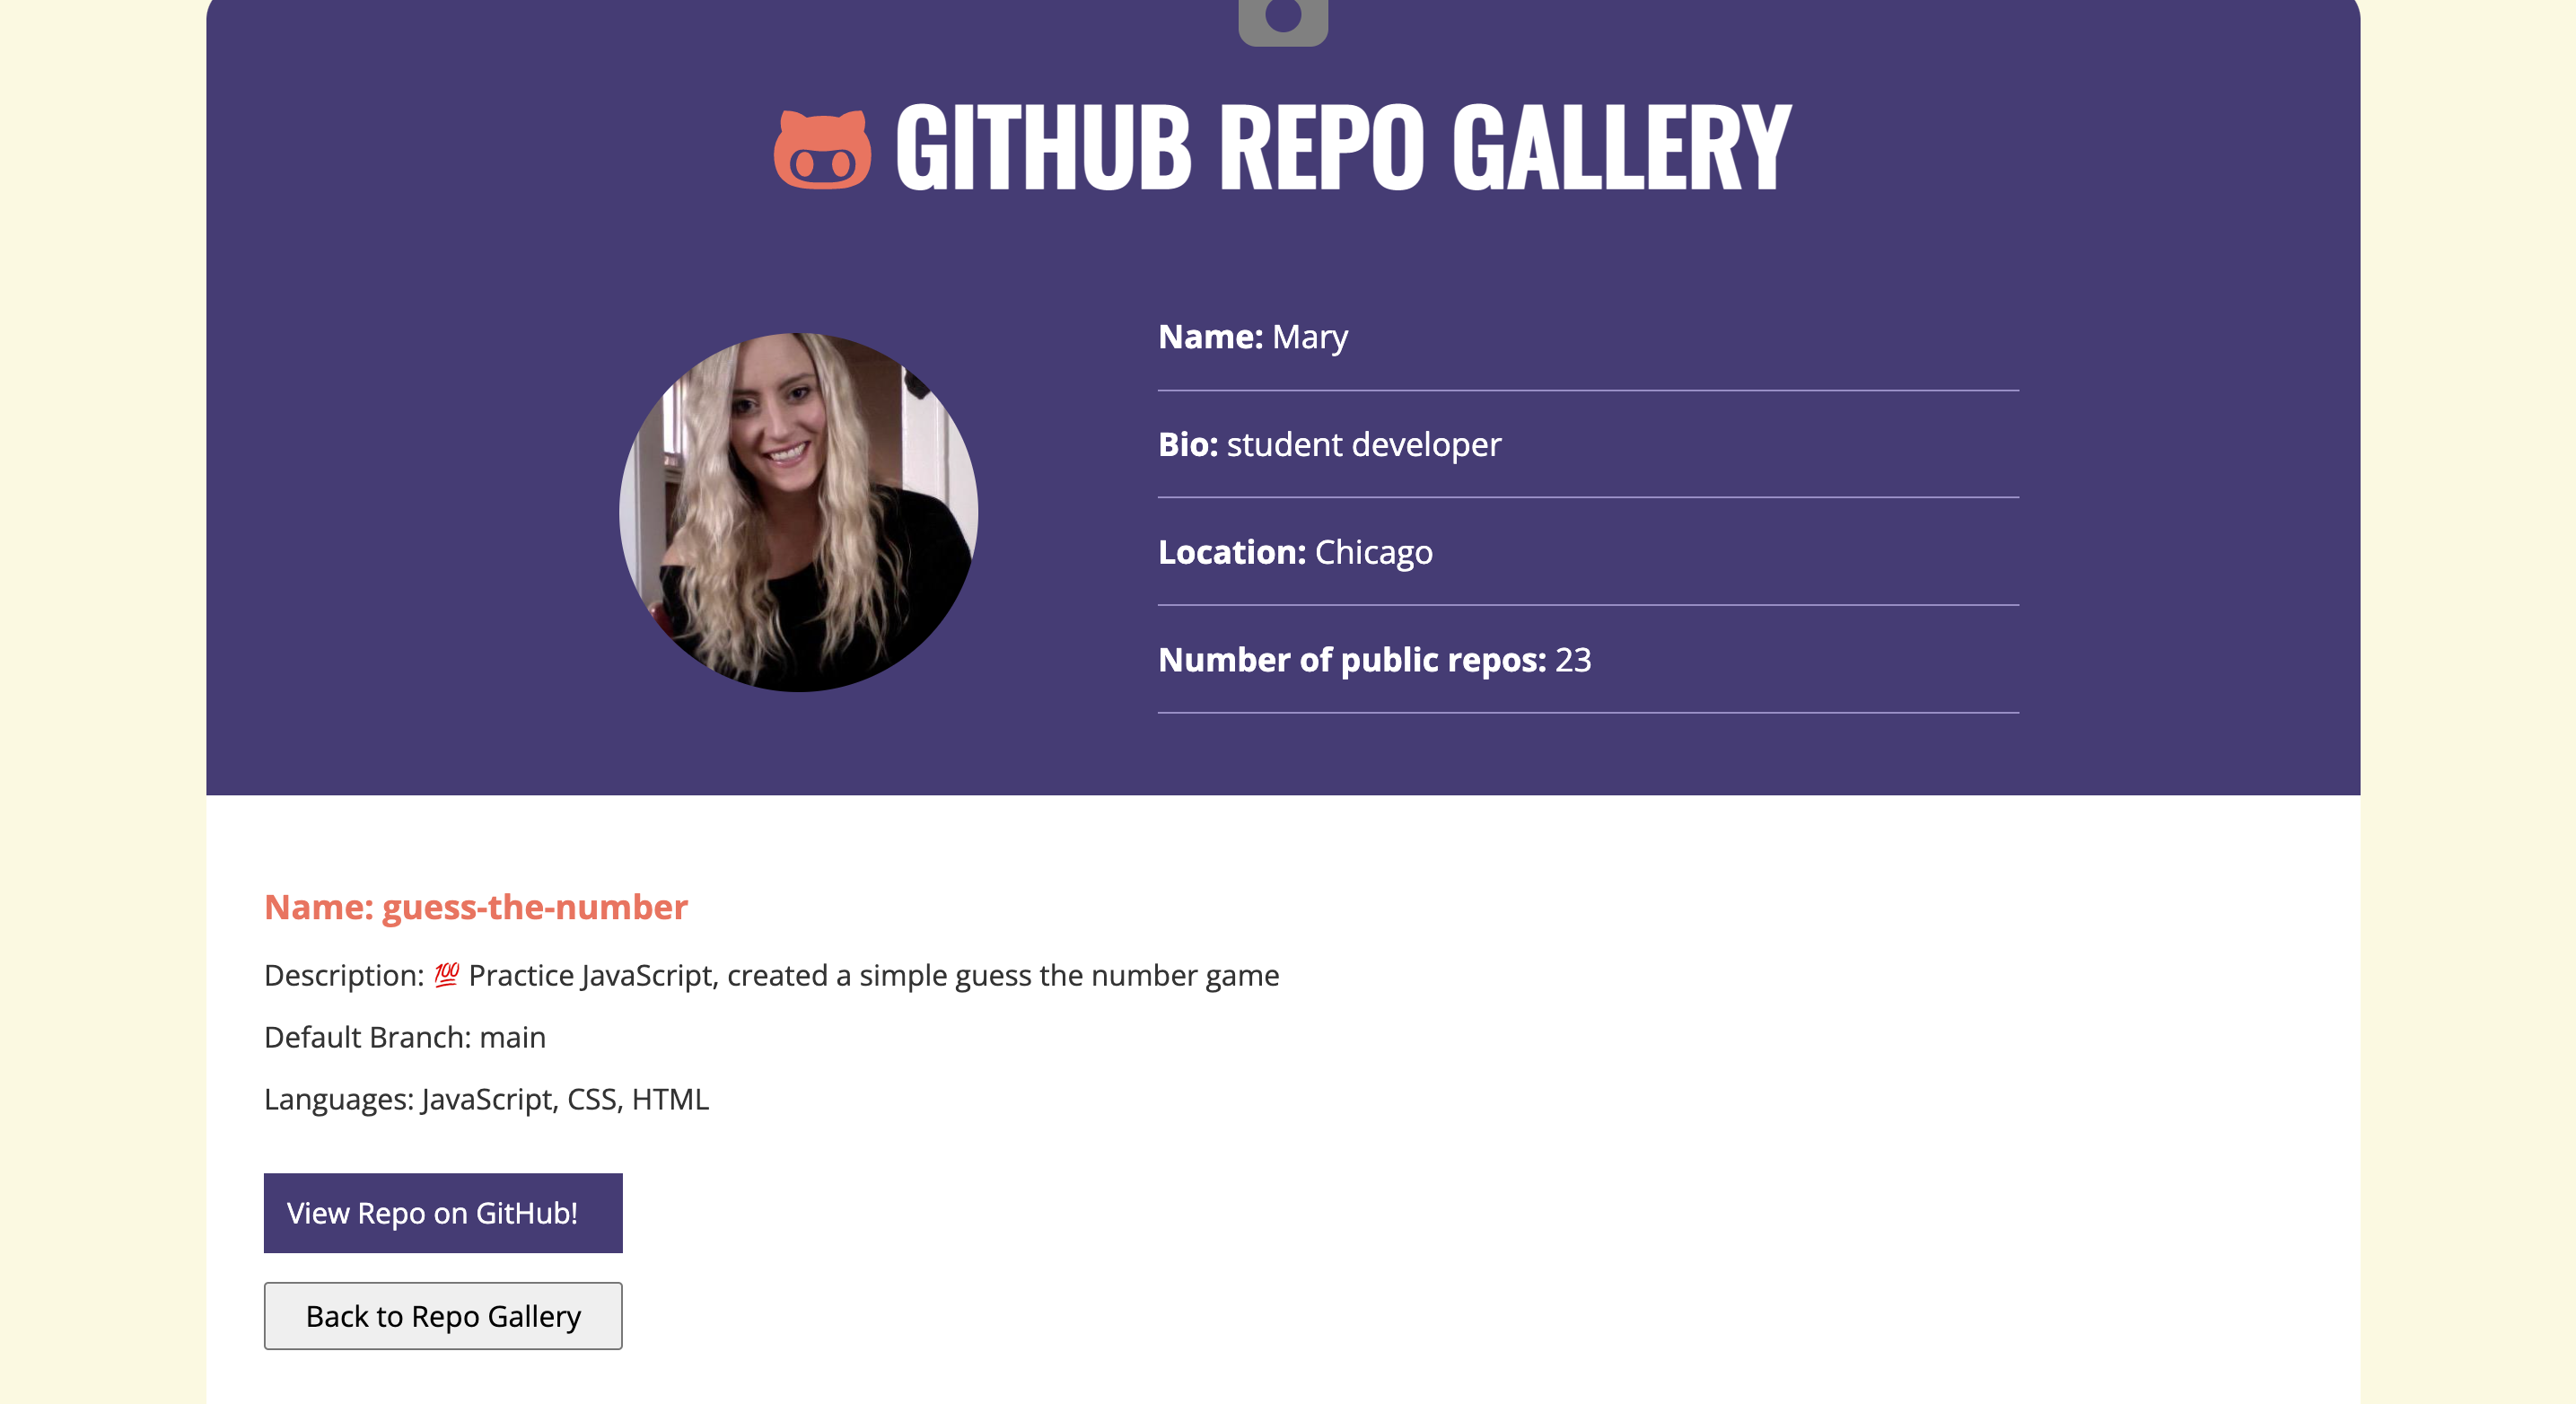 GITHUB REPO GALLERY
Name: Mary
Bio: student developer
Location: Chicago
Number of public repos: 23
Name: guess-the-number
Description: 💯 Practice JavaScript, created a simple guess the number game
Default Branch: main
Languages: JavaScript, CSS, HTML
View Repo on GitHub!
Back to Repo Gallery